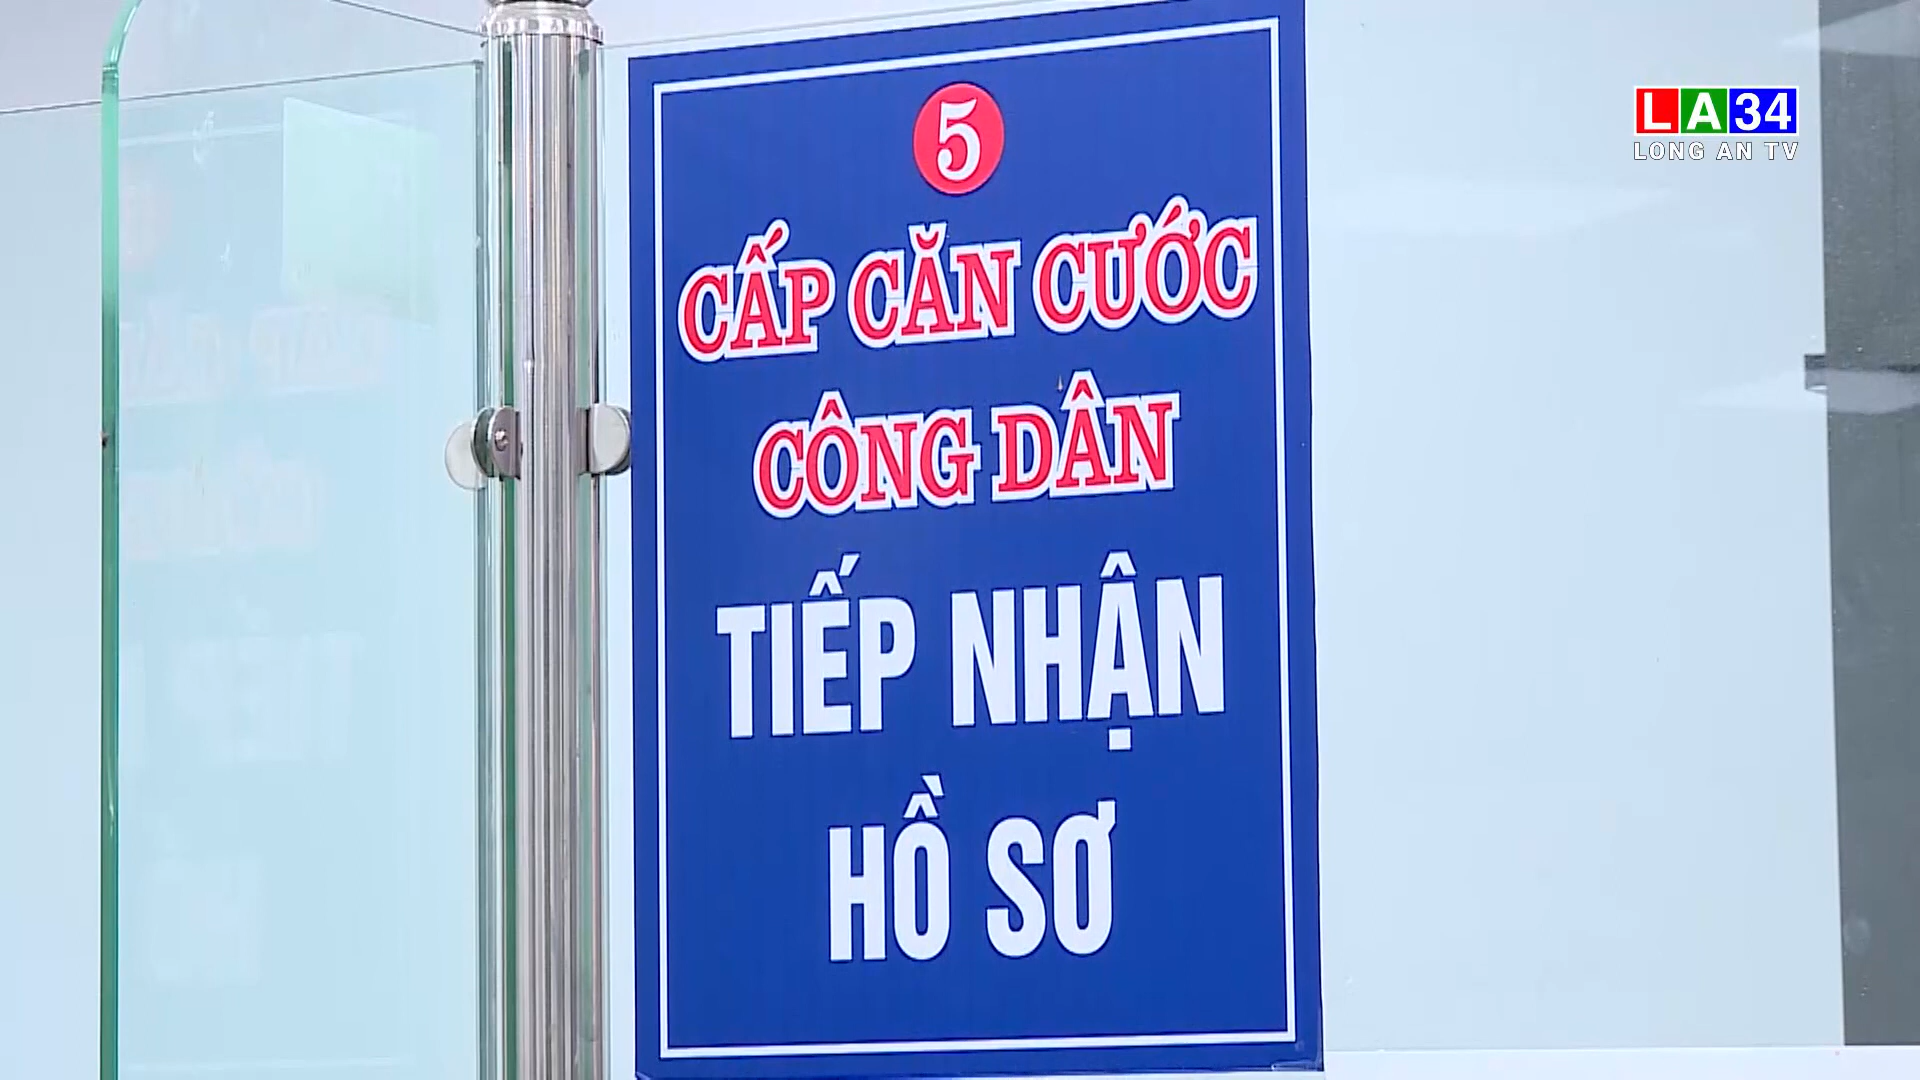 5
CẤP CĂN CƯỚC
CÔNG DÂN
TIẾP NHẬN
HỒ SƠ
LA34
LONG AN TV